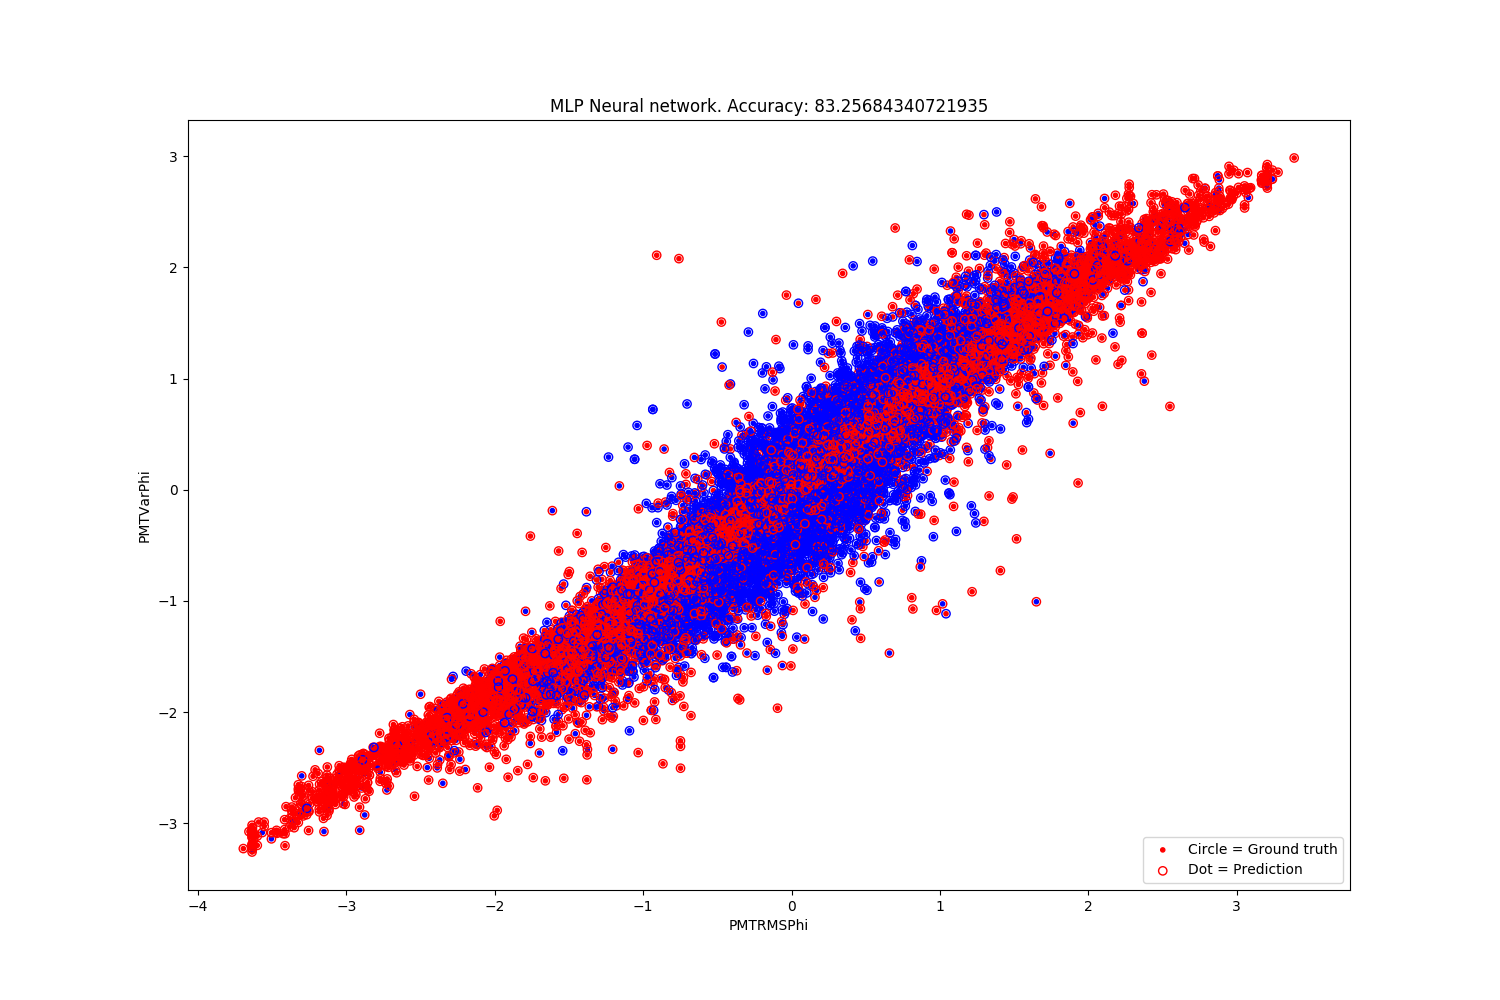 MLP Neural network. Accuracy: 83.25684340721935
3
2
1
0
−1
−2
−3
PMTVarPhi
Circle = Ground truth
Dot = Prediction
−4 −3 −2 −1 0 1 2 3
PMTRMSPhi